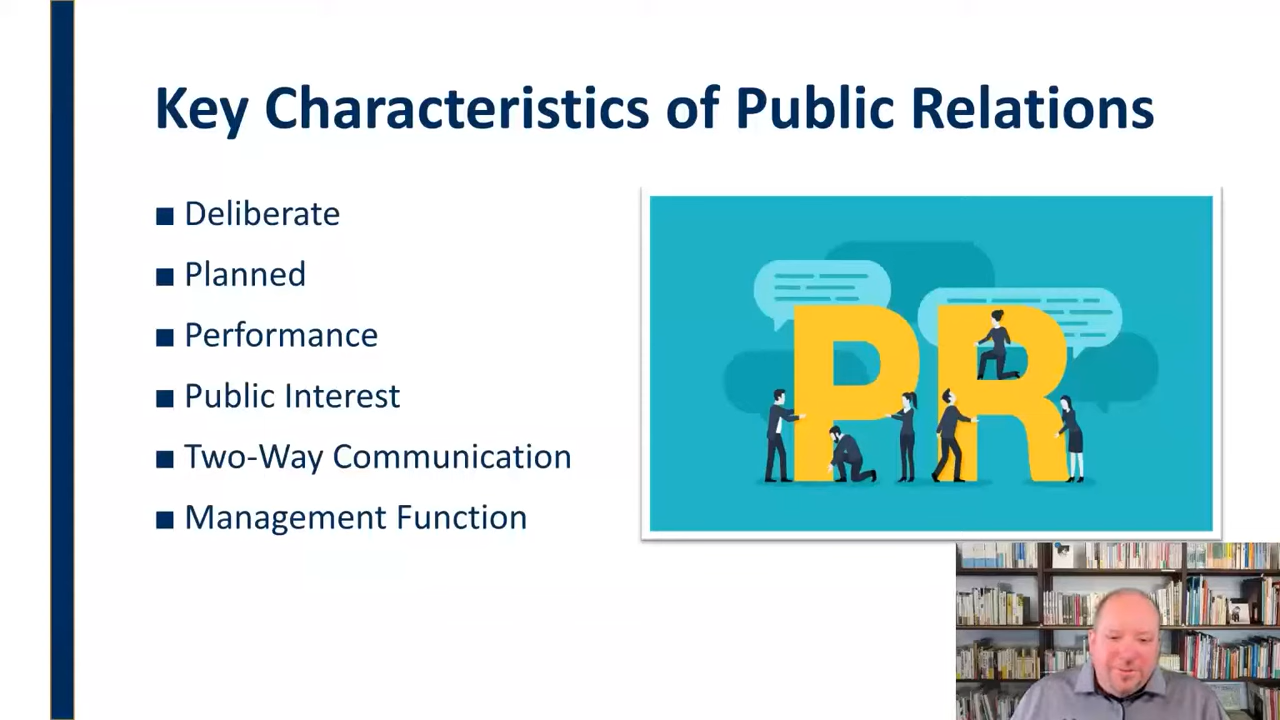 Key Characteristics of Public Relations
■ Deliberate
■ Planned
■ Performance
■ Public Interest
■ Two-Way Communication
■ Management Function
PR